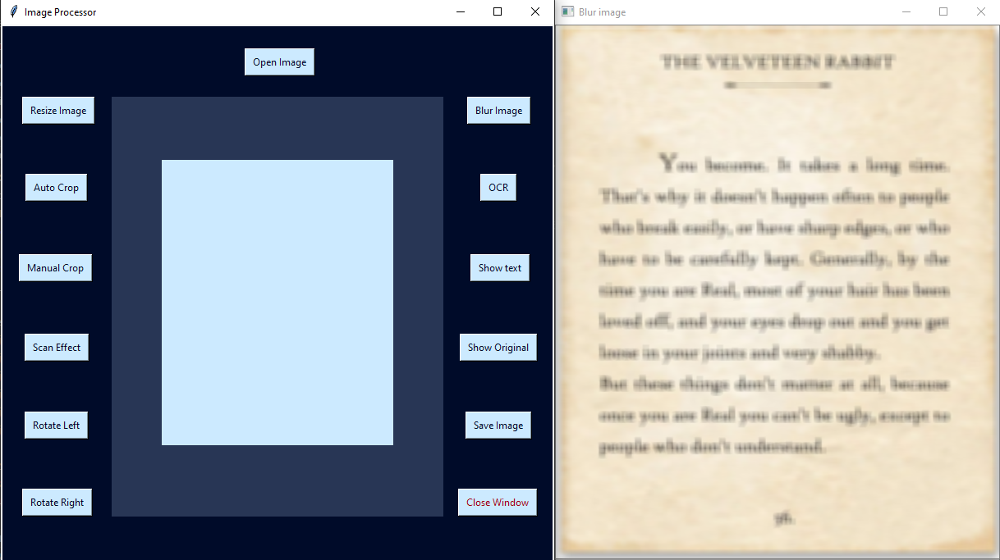 Image Processor
Open Image
Resize Image
Blur Image
Auto Crop
OCR
Manual Crop
Show text
Scan Effect
Show Original
Rotate Left
Save Image
Rotate Right
Close Window
Blur image
THE VELVETEEN RABBIT
You become. It takes a long time.
That's why it doesn't happen often to people
who break easily, or have sharp edges, or who
have to be carefully kept. Generally, by the
time you are Real, most of your hair has been
loved off, and your eyes drop out and you get
loose in your joints and very shabby.
But these things don't matter at all, because
once you are Real you can't be ugly, except to
people who don't understand.